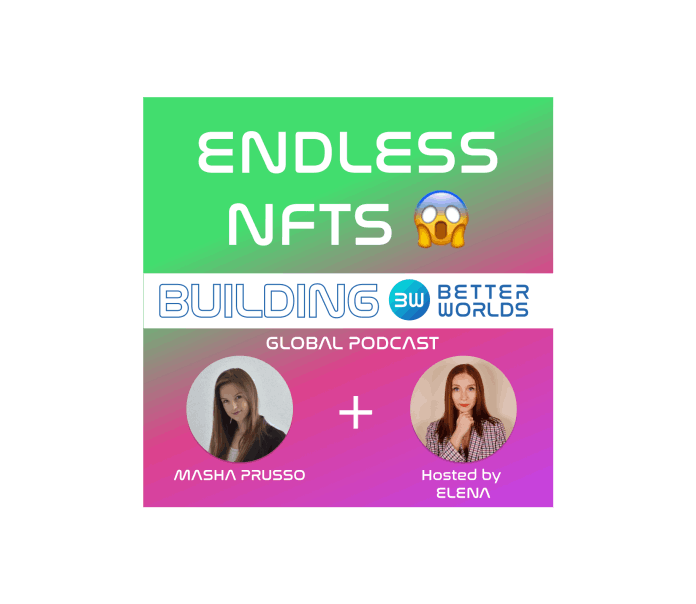 ENDLESS
NFTS 😱
BUILDING BW BETTER
WORLDS
GLOBAL PODCAST
+
MASHA PRUSSO
Hosted by
ELENA